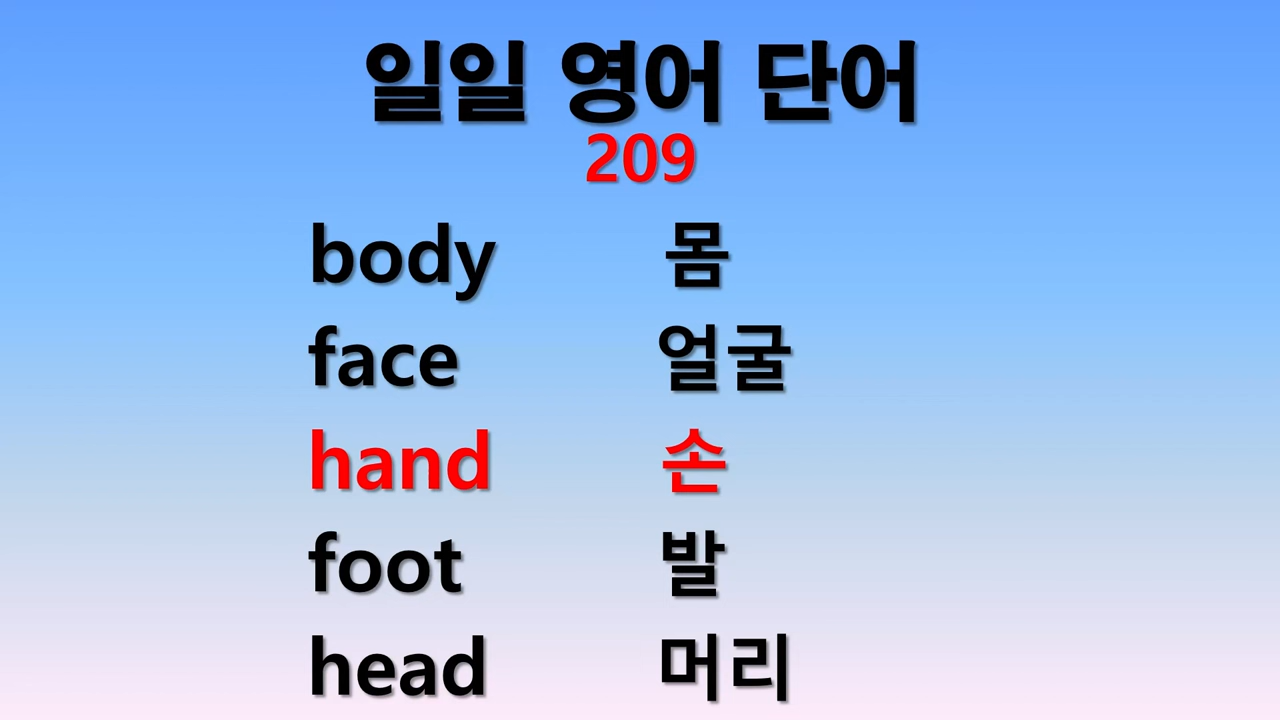 일일 영어 단어
209
body 몸
face 얼굴
hand 손
foot 발
head 머리